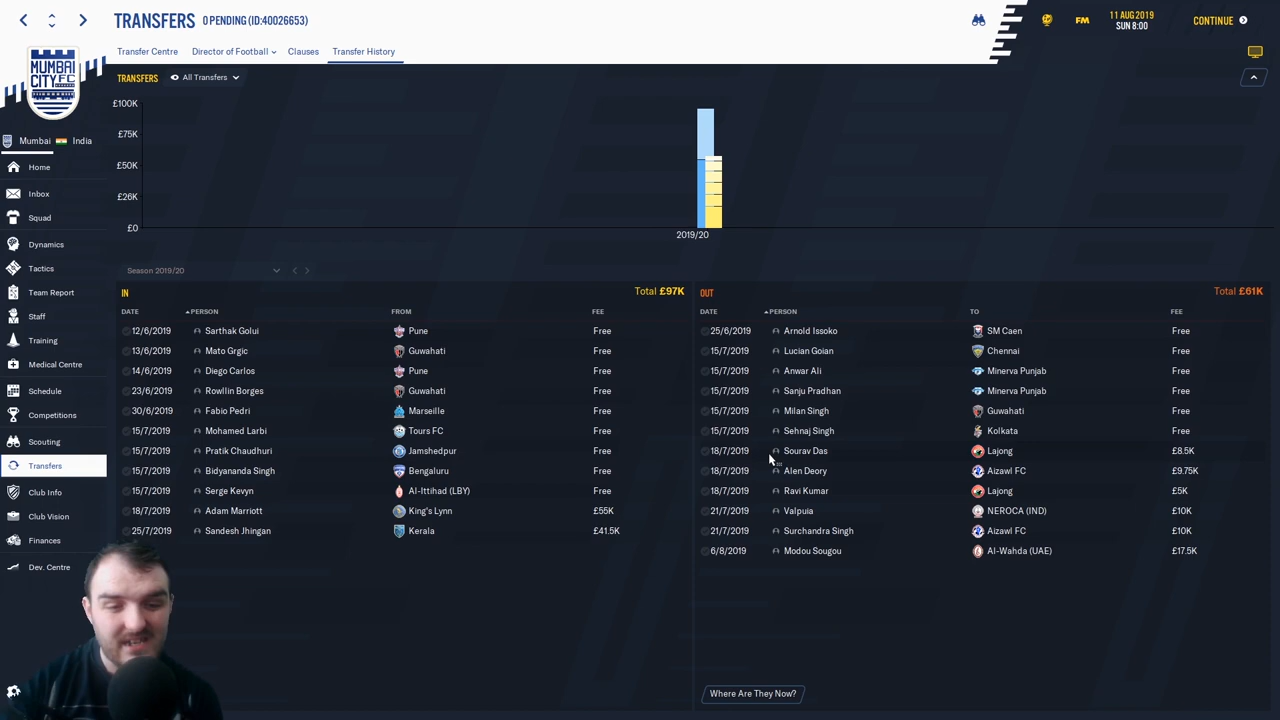 TRANSFERS 0 PENDING (ID:40026653)
FM
11 AUG 2019
SUN 8:00
CONTINUE
Transfer Centre Director of Football Clauses Transfer History
MUMBAI
CITY FC
TRANSFERS All Transfers
£100K
£75K
£50K
£26K
£0
2019/20
Mumbai India
Home
Inbox
Squad
Dynamics
Tactics
Team Report
Staff
Training
Medical Centre
Schedule
Competitions
Scouting
Transfers
Club Info
Club Vision
Finances
Dev. Centre
Season 2019/20
IN Total £97K
DATE PERSON FROM FEE
12/6/2019 Sarthak Golui Pune Free
13/6/2019 Mato Grgic Guwahati Free
14/6/2019 Diego Carlos Pune Free
23/6/2019 Rowllin Borges Guwahati Free
30/6/2019 Fabio Pedri Marseille Free
15/7/2019 Mohamed Larbi Tours FC Free
15/7/2019 Pratik Chaudhuri Jamshedpur Free
15/7/2019 Bidyananda Singh Bengaluru Free
15/7/2019 Serge Kevyn Al-Ittihad (LBY) Free
18/7/2019 Adam Marriott King's Lynn £55K
25/7/2019 Sandesh Jhingan Kerala £41.5K
OUT Total £61K
DATE PERSON TO FEE
25/6/2019 Arnold Issoko SM Caen Free
15/7/2019 Lucian Goian Chennai Free
15/7/2019 Anwar Ali Minerva Punjab Free
15/7/2019 Sanju Pradhan Minerva Punjab Free
15/7/2019 Milan Singh Guwahati Free
15/7/2019 Sehnaj Singh Kolkata Free
18/7/2019 Sourav Das Lajong £8.5K
18/7/2019 Alen Deory Aizawl FC £9.75K
18/7/2019 Ravi Kumar Lajong £5K
21/7/2019 Valpuia NEROCA (IND) £10K
21/7/2019 Surchandra Singh Aizawl FC £10K
6/8/2019 Modou Sougou Al-Wahda (UAE) £17.5K
Where Are They Now?